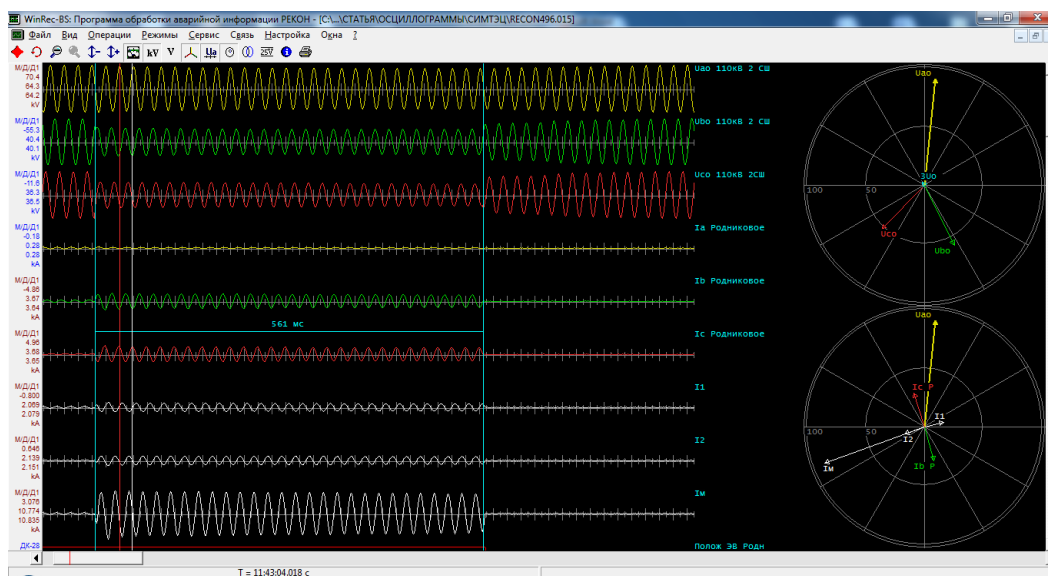 WinRec-BS: Программа обработки аварийной информации РЕКОН - [C:\...\СТАТЬЯ\ОСЦИЛЛОГРАММЫ\СИМТЭЦ\RECON496.015]
Файл Вид Операции Режимы Сервис Связь Настройка Окна ?
kV V Ua 25V
М/Д/Д1
70.4
64.3
64.2
kV
Uao 110кВ 2 СШ
М/Д/Д1
-55.3
40.4
40.1
kV
Ubo 110кВ 2 СШ
М/Д/Д1
-11.6
36.3
36.5
kV
Uco 110кВ 2СШ
М/Д/Д1
-0.18
0.28
0.28
kA
Ia Родниковое
М/Д/Д1
-4.86
3.67
3.64
kA
Ib Родниковое
561 мс
М/Д/Д1
4.96
3.68
3.65
kA
Ic Родниковое
М/Д/Д1
-0.800
2.069
2.079
kA
I1
М/Д/Д1
0.646
2.139
2.151
kA
I2
М/Д/Д1
3.076
10.774
10.835
kA
Iм
ДК-28
Полож ЭВ Родн
Uao
3Uo
100 50
Uco
Ubo
Uao
Ic Р
I1
100 50
I2
Iм
Ib Р
T = 11:43:04.018 с